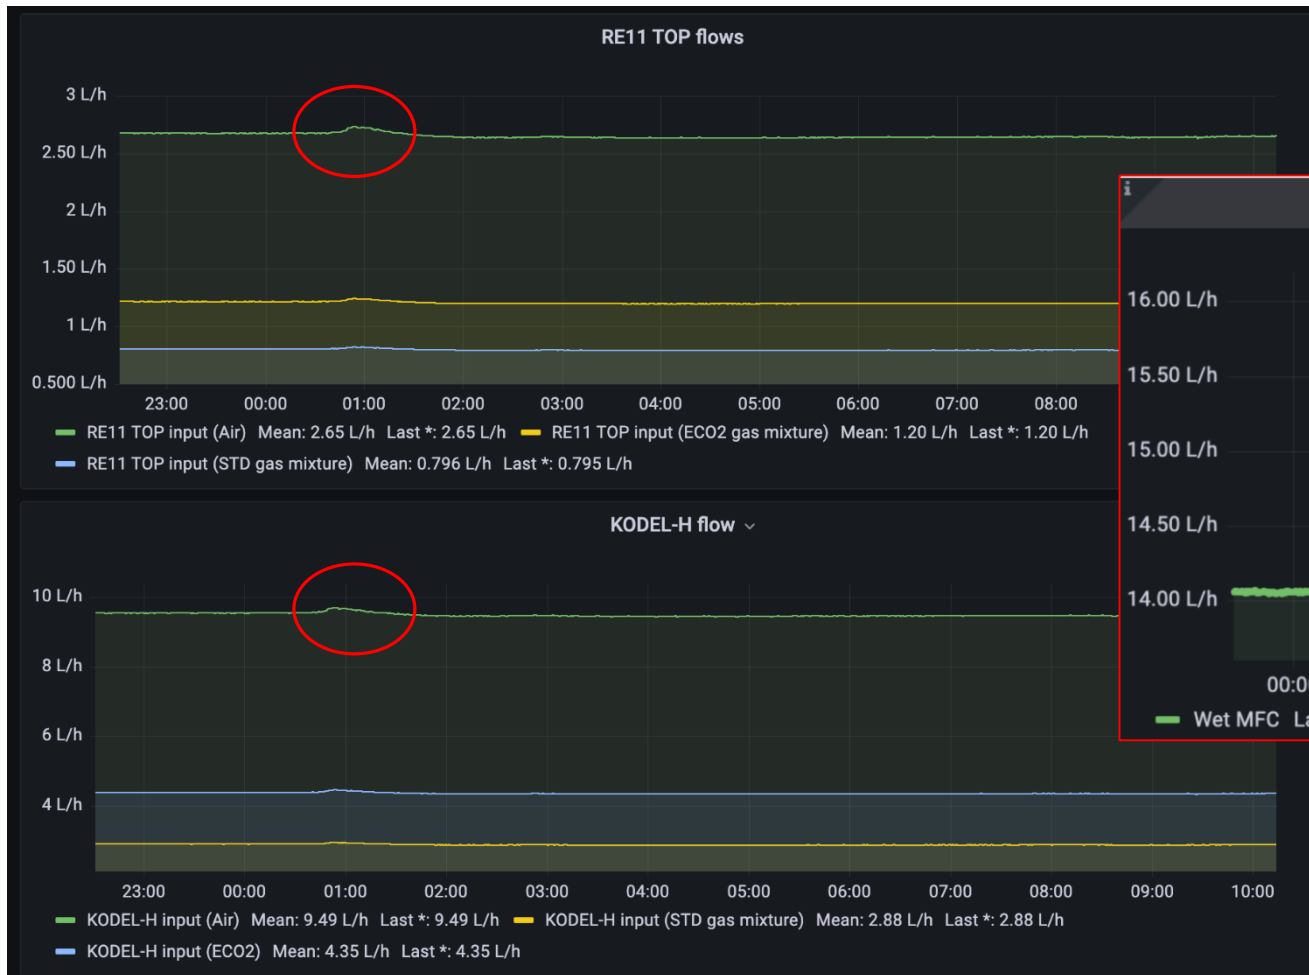 RE11 TOP flows
3 L/h
2.50 L/h
2 L/h
1.50 L/h
1 L/h
0.500 L/h
23:00 00:00 01:00 02:00 03:00 04:00 05:00 06:00 07:00 08:00
RE11 TOP input (Air) Mean: 2.65 L/h Last *: 2.65 L/h RE11 TOP input (ECO2 gas mixture) Mean: 1.20 L/h Last *: 1.20 L/h
RE11 TOP input (STD gas mixture) Mean: 0.796 L/h Last *: 0.795 L/h
i
16.00 L/h
15.50 L/h
15.00 L/h
14.50 L/h
14.00 L/h
00:0
Wet MFC La
KODEL-H flow
10 L/h
8 L/h
6 L/h
4 L/h
23:00 00:00 01:00 02:00 03:00 04:00 05:00 06:00 07:00 08:00 09:00 10:00
KODEL-H input (Air) Mean: 9.49 L/h Last *: 9.49 L/h KODEL-H input (STD gas mixture) Mean: 2.88 L/h Last *: 2.88 L/h
KODEL-H input (ECO2) Mean: 4.35 L/h Last *: 4.35 L/h